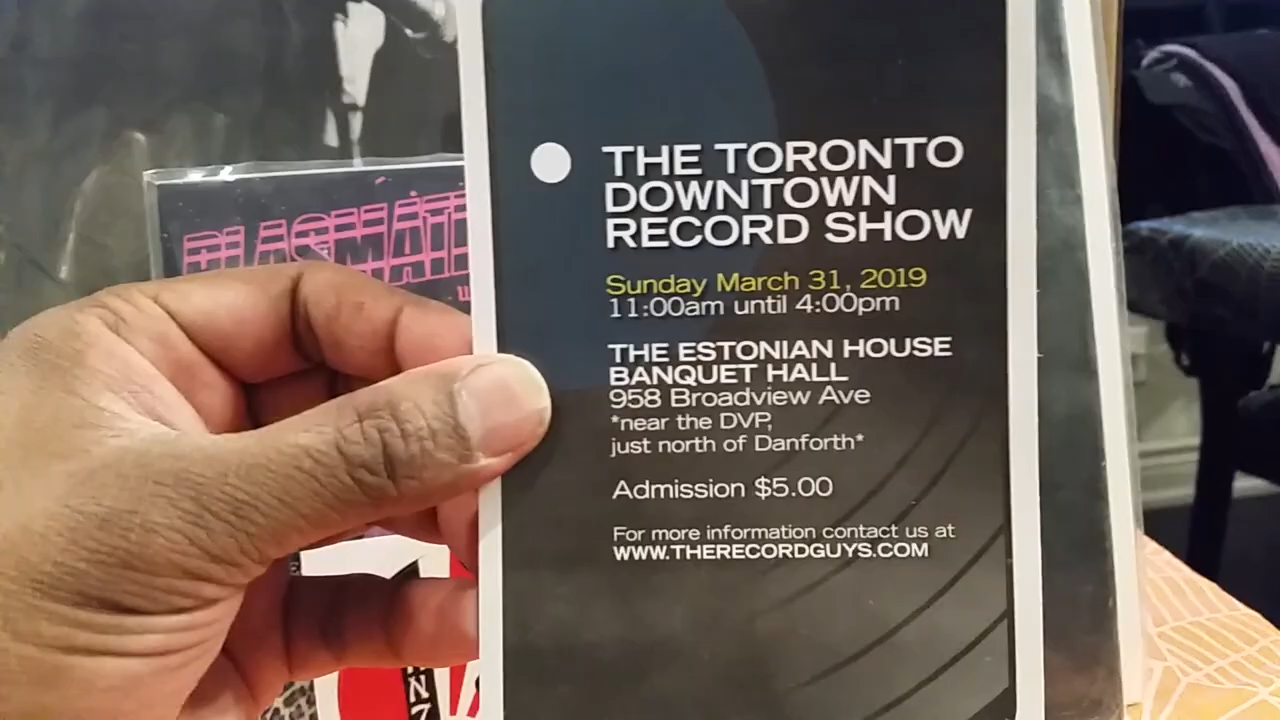 THE TORONTO
DOWNTOWN
RECORD SHOW
Sunday March 31, 2019
11:00am until 4:00pm
THE ESTONIAN HOUSE
BANQUET HALL
958 Broadview Ave
*near the DVP,
just north of Danforth*
Admission $5.00
For more information contact us at
WWW.THERECORDGUYS.COM